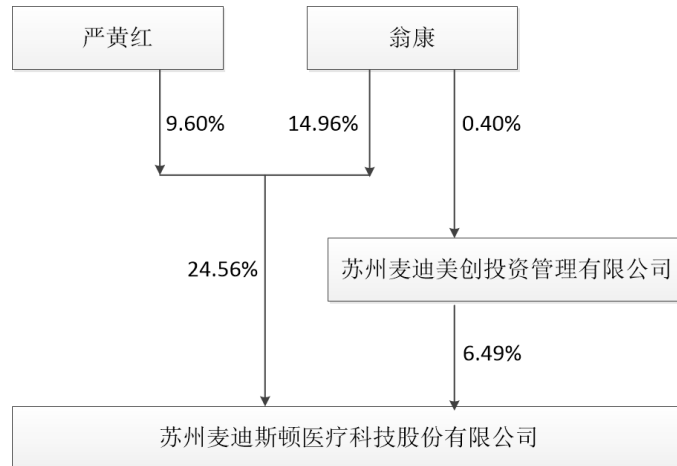 严黄红
翁康
9.60%
14.96%
0.40%
24.56%
苏州麦迪美创投资管理有限公司
6.49%
苏州麦迪斯顿医疗科技股份有限公司